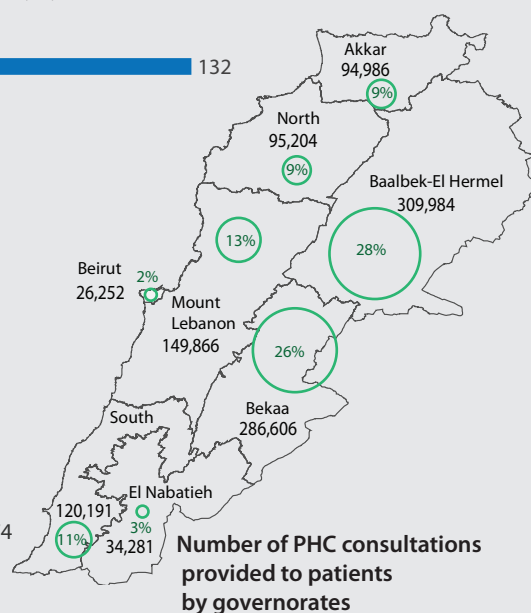 132
Akkar
94,986
9%
North
95,204
9%
Baalbek-El Hermel
309,984
28%
13%
Beirut
26,252
2%
Mount
Lebanon
149,866
26%
Bekaa
286,606
South
120,191
11%
El Nabatieh
3%
34,281
4
Number of PHC consultations
provided to patients
by governorates